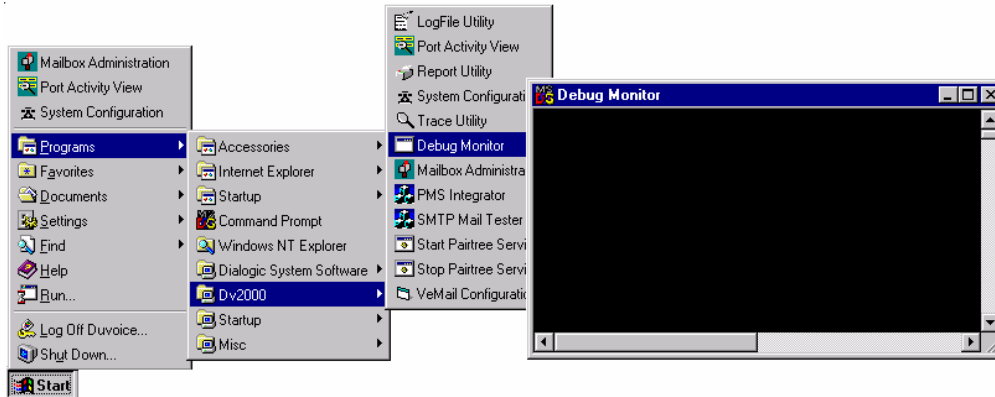 Mailbox Administration
Port Activity View
System Configuration
Programs
Favorites
Documents
Settings
Find
Help
Run...
Log Off Duvoice...
Shut Down...
Start
Accessories
Internet Explorer
Startup
Command Prompt
Windows NT Explorer
Dialogic System Software
Dv2000
Startup
Misc
LogFile Utility
Port Activity View
Report Utility
System Configurati
Trace Utility
Debug Monitor
Mailbox Administra
PMS Integrator
SMTP Mail Tester
Start Pairtree Servi
Stop Pairtree Servi
VeMail Configuratio
Debug Monitor